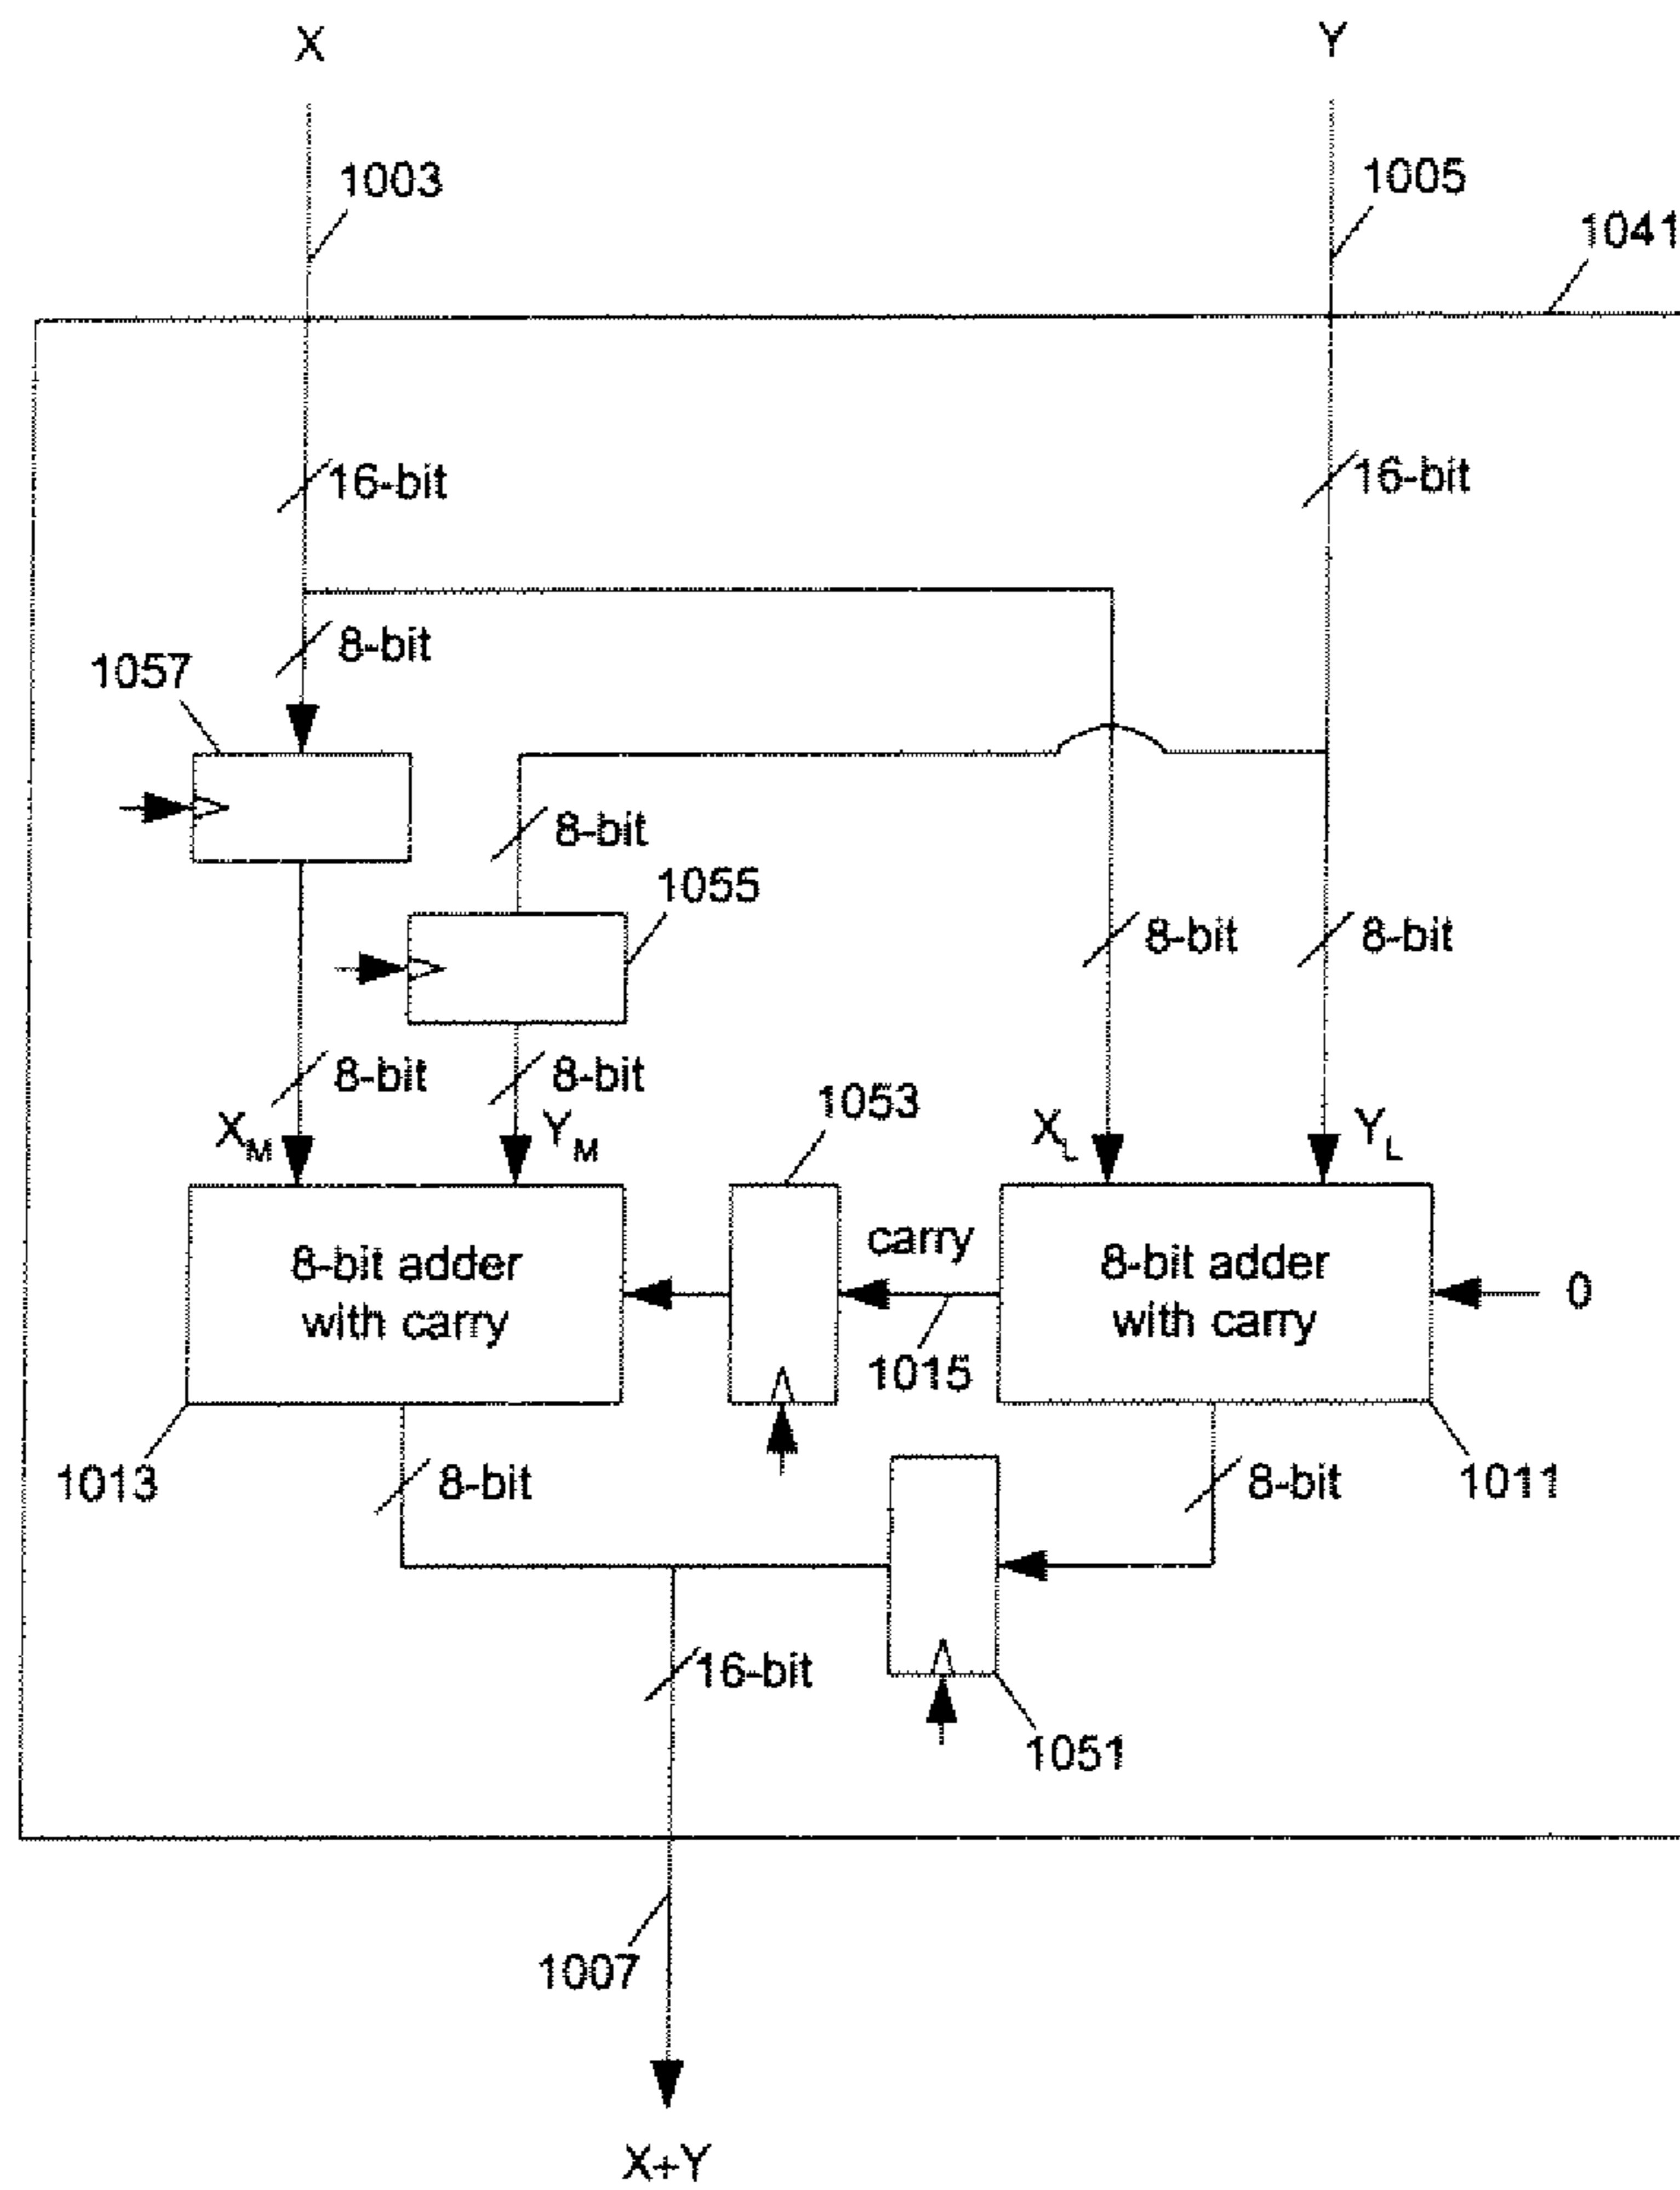 X
Y
1003
1005
1041
16-bit
16-bit
8-bit
1057
8-bit
1055
8-bit
8-bit
8-bit
8-bit
1053
XM
YM
XL
YL
carry
8-bit adder
with carry
8-bit adder
with carry
0
1015
1013
8-bit
8-bit
1011
16-bit
1051
1007
X+Y